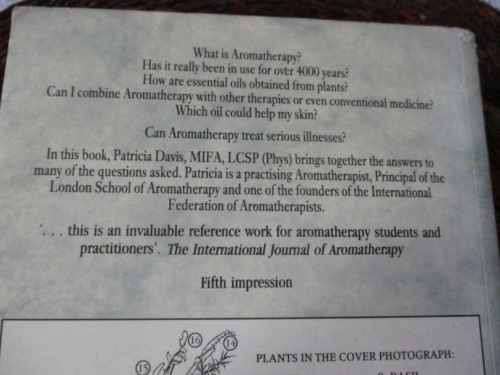 What is Aromatherapy?
Has it really been in use for over 4000 years?
How are essential oils obtained from plants?
Can I combine Aromatherapy with other therapies or even conventional medicine?
Which oil could help my skin?
Can Aromatherapy treat serious illnesses?
In this book, Patricia Davis, MIFA, LCSP (Phys) brings together the answers to
many of the questions asked. Patricia is a practising Aromatherapist, Principal of the
London School of Aromatherapy and one of the founders of the International
Federation of Aromatherapists.
'. . . this is an invaluable reference work for aromatherapy students and
practitioners'. The International Journal of Aromatherapy
Fifth impression
16
14
15
PLANTS IN THE COVER PHOTOGRAPH: